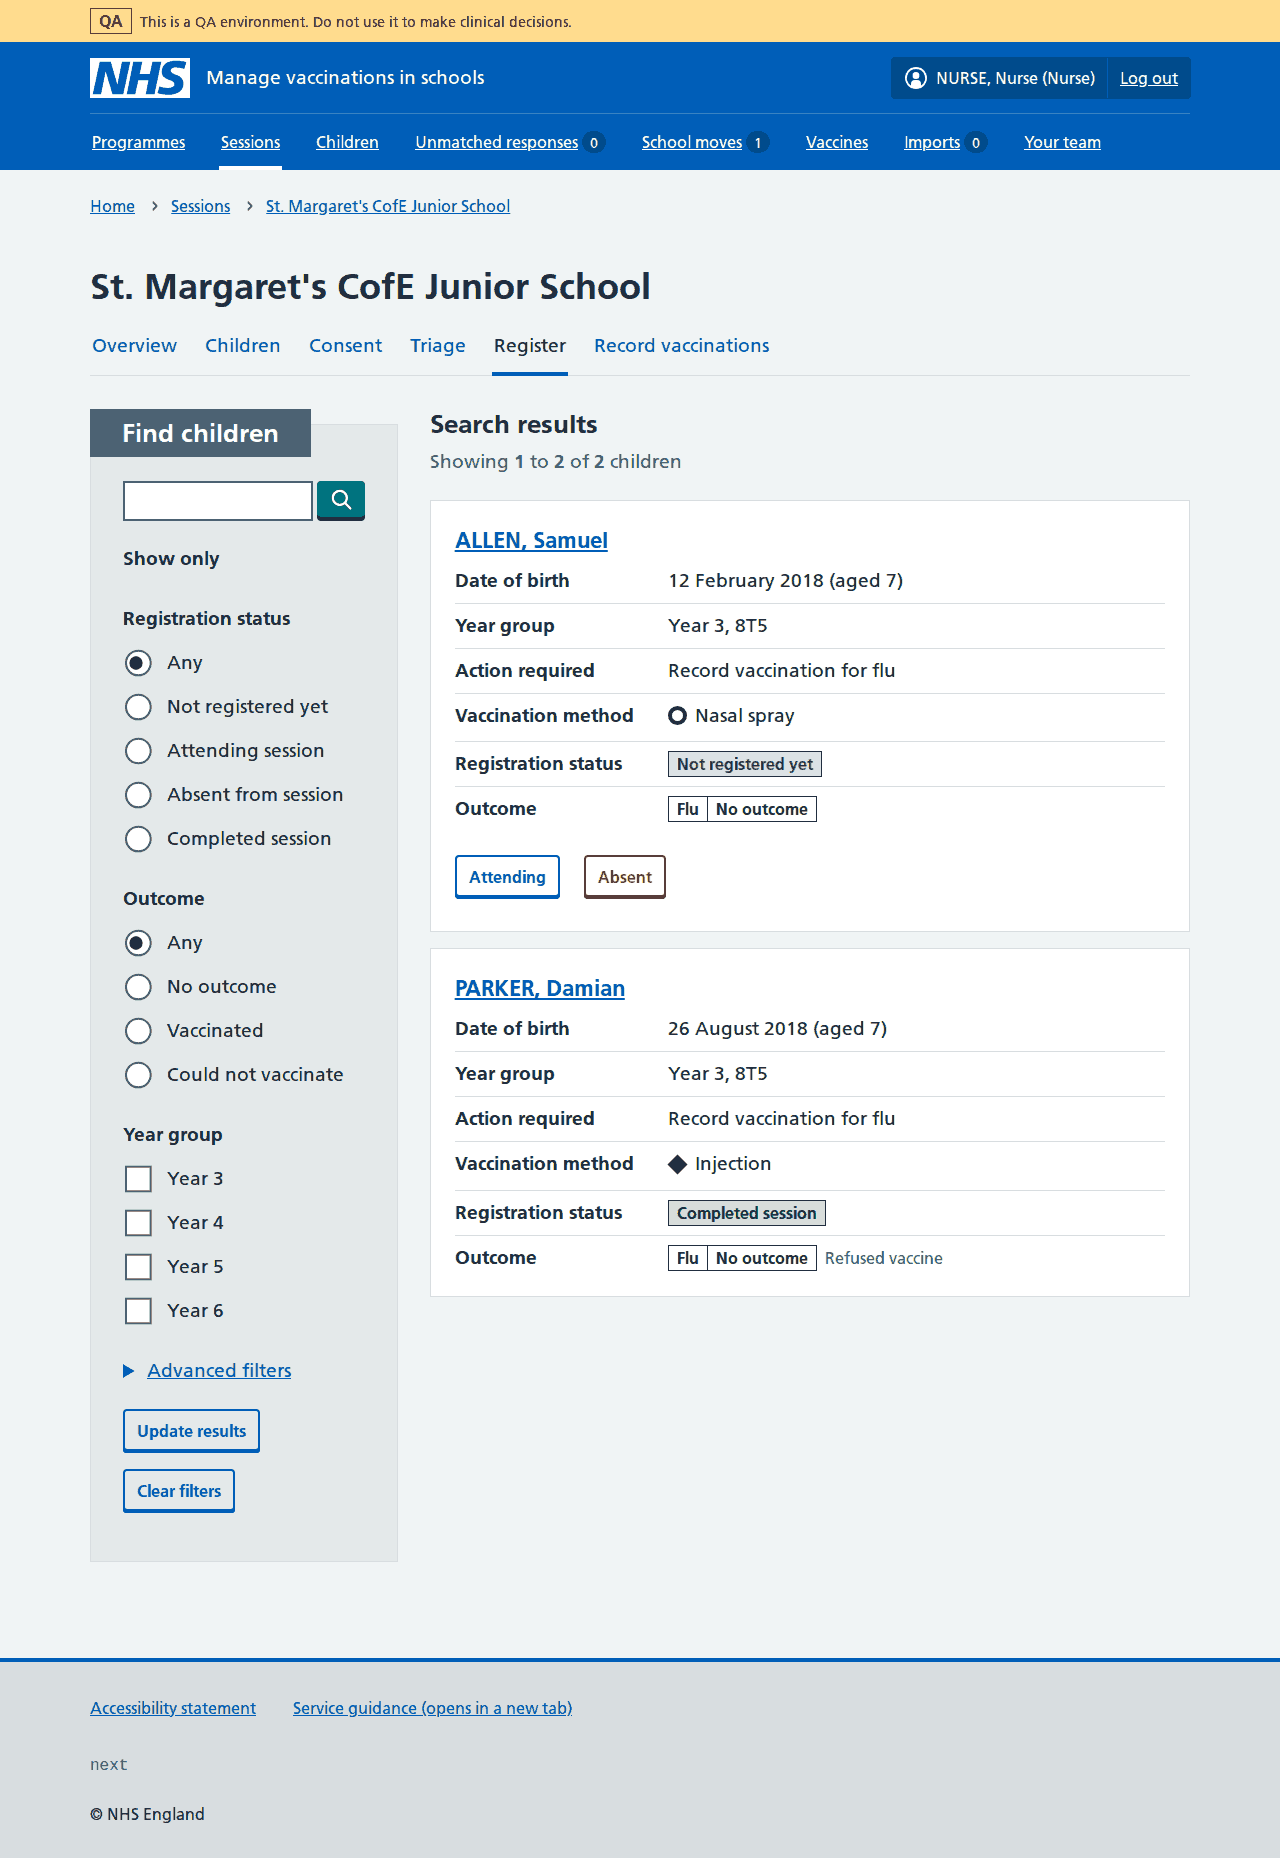 QA This is a QA environment. Do not use it to make clinical decisions.
NHS Manage vaccinations in schools NURSE, Nurse (Nurse) Log out
Programmes Sessions Children Unmatched responses 0 School moves 1 Vaccines Imports 0 Your team
Home Sessions St. Margaret's CofE Junior School
St. Margaret's CofE Junior School
Overview Children Consent Triage Register Record vaccinations
Find children
Show only
Registration status
Any
Not registered yet
Attending session
Absent from session
Completed session
Outcome
Any
No outcome
Vaccinated
Could not vaccinate
Year group
Year 3
Year 4
Year 5
Year 6
Advanced filters
Update results
Clear filters
Search results
Showing 1 to 2 of 2 children
ALLEN, Samuel
Date of birth 12 February 2018 (aged 7)
Year group Year 3, 8T5
Action required Record vaccination for flu
Vaccination method Nasal spray
Registration status Not registered yet
Outcome Flu No outcome
Attending Absent
PARKER, Damian
Date of birth 26 August 2018 (aged 7)
Year group Year 3, 8T5
Action required Record vaccination for flu
Vaccination method Injection
Registration status Completed session
Outcome Flu No outcome Refused vaccine
Accessibility statement Service guidance (opens in a new tab)
next
© NHS England